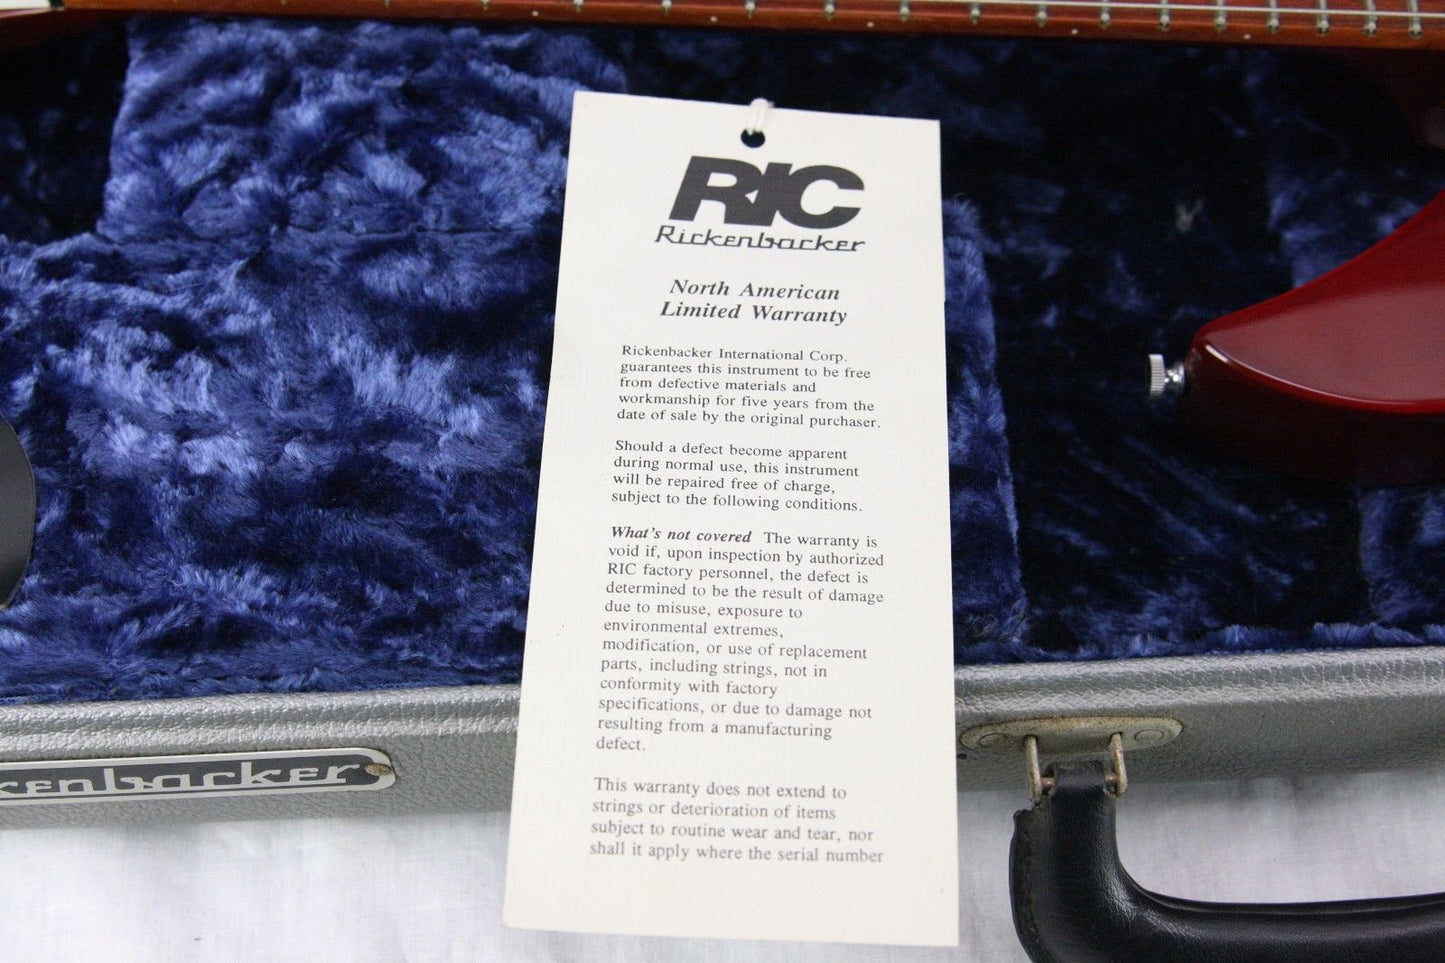 RIC
Rickenbacker
North American
Limited Warranty
Rickenbacker International Corp.
guarantees this instrument to be free
from defective materials and
workmanship for five years from the
date of sale by the original purchaser.
Should a defect become apparent
during normal use, this instrument
will be repaired free of charge,
subject to the following conditions.
What's not covered The warranty is
void if, upon inspection by authorized
RIC factory personnel, the defect is
determined to be the result of damage
due to misuse, exposure to
environmental extremes,
modification, or use of replacement
parts, including strings, not in
conformity with factory
specifications, or due to damage not
resulting from a manufacturing
defect.
This warranty does not extend to
strings or deterioration of items
subject to routine wear and tear, nor
shall it apply where the serial number
ckenbacker